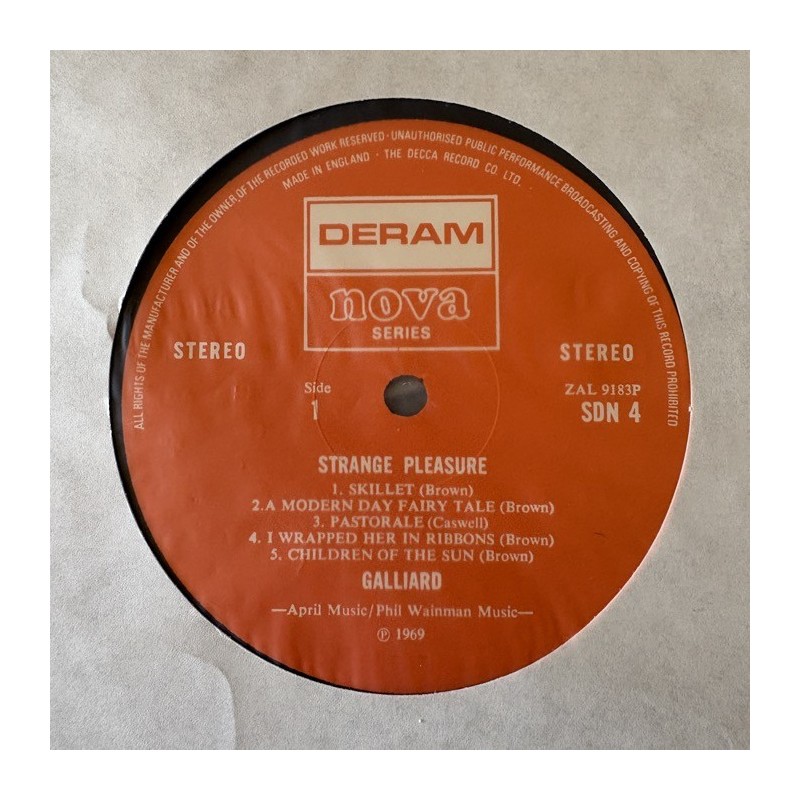 ALL RIGHTS OF THE MANUFACTURER AND OF THE OWNER OF THE RECORDED WORK RESERVED · UNAUTHORISED PUBLIC PERFORMANCE BROADCASTING AND COPYING OF THIS RECORD PROHIBITED
MADE IN ENGLAND · THE DECCA RECORD CO. LTD.
DERAM
nova
SERIES
STEREO
STEREO
Side
1
ZAL 9183P
SDN 4
STRANGE PLEASURE
1. SKILLET (Brown)
2.A MODERN DAY FAIRY TALE (Brown)
3. PASTORALE (Caswell)
4. I WRAPPED HER IN RIBBONS (Brown)
5. CHILDREN OF THE SUN (Brown)
GALLIARD
—April Music/Phil Wainman Music—
℗ 1969